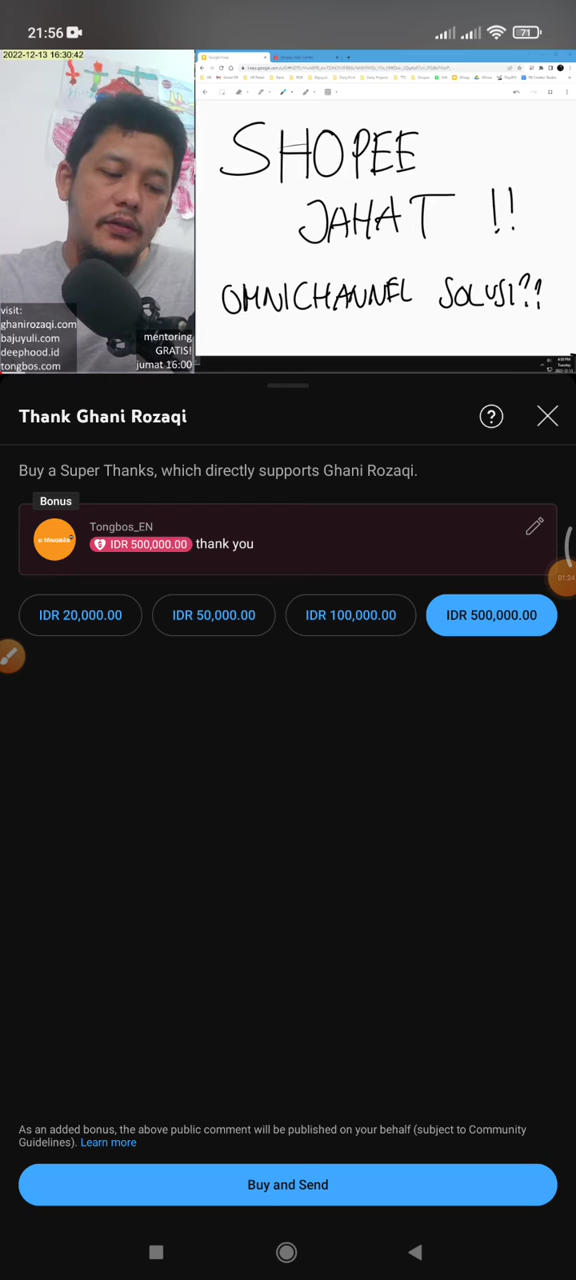 21:56
71
2022-12-13 16:30:42
SHOPEE
JAHAT !!
OMNICHANNEL SOLUSI??
visit:
ghanirozaqi.com
bajuyuli.com
deephood.id
tongbos.com
mentoring
GRATIS!
jumat 16:00
Thank Ghani Rozaqi
Buy a Super Thanks, which directly supports Ghani Rozaqi.
Bonus
Tongbos_EN
IDR 500,000.00 thank you
01:24
IDR 20,000.00 IDR 50,000.00 IDR 100,000.00 IDR 500,000.00
As an added bonus, the above public comment will be published on your behalf (subject to Community
Guidelines). Learn more
Buy and Send